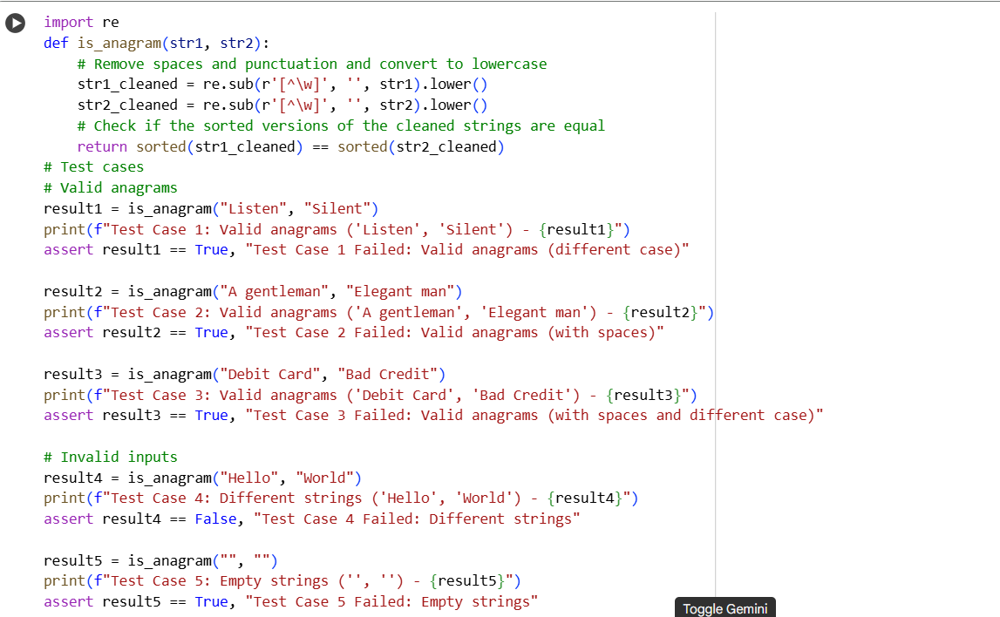 import re
def is_anagram(str1, str2):
    # Remove spaces and punctuation and convert to lowercase
    str1_cleaned = re.sub(r'[^\w]', '', str1).lower()
    str2_cleaned = re.sub(r'[^\w]', '', str2).lower()
    # Check if the sorted versions of the cleaned strings are equal
    return sorted(str1_cleaned) == sorted(str2_cleaned)
# Test cases
# Valid anagrams
result1 = is_anagram("Listen", "Silent")
print(f"Test Case 1: Valid anagrams ('Listen', 'Silent') - {result1}")
assert result1 == True, "Test Case 1 Failed: Valid anagrams (different case)"

result2 = is_anagram("A gentleman", "Elegant man")
print(f"Test Case 2: Valid anagrams ('A gentleman', 'Elegant man') - {result2}")
assert result2 == True, "Test Case 2 Failed: Valid anagrams (with spaces)"

result3 = is_anagram("Debit Card", "Bad Credit")
print(f"Test Case 3: Valid anagrams ('Debit Card', 'Bad Credit') - {result3}")
assert result3 == True, "Test Case 3 Failed: Valid anagrams (with spaces and different case)"

# Invalid inputs
result4 = is_anagram("Hello", "World")
print(f"Test Case 4: Different strings ('Hello', 'World') - {result4}")
assert result4 == False, "Test Case 4 Failed: Different strings"

result5 = is_anagram("", "")
print(f"Test Case 5: Empty strings ('', '') - {result5}")
assert result5 == True, "Test Case 5 Failed: Empty strings"
Toggle Gemini